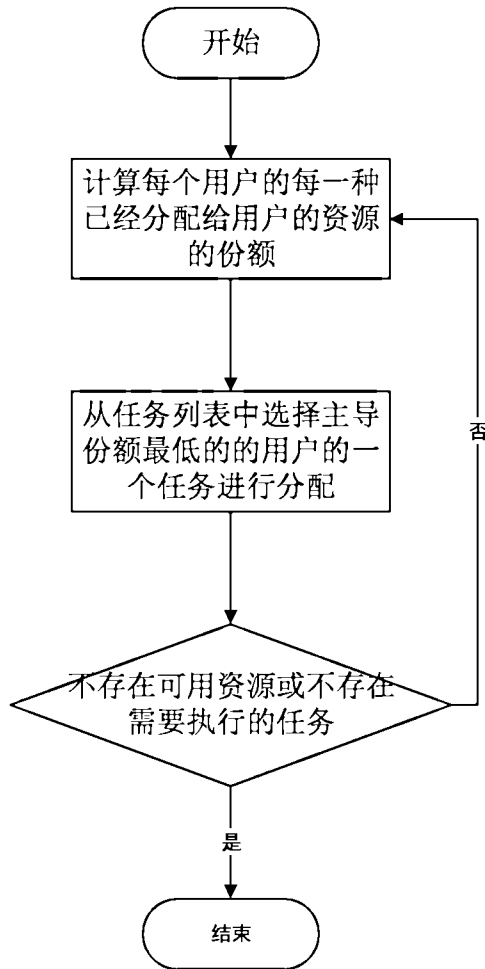 开始
计算每个用户的每一种
已经分配给用户的资源
的份额
从任务列表中选择主导
份额最低的的用户的一
个任务进行分配
否
不存在可用资源或不存在
需要执行的任务
是
结束